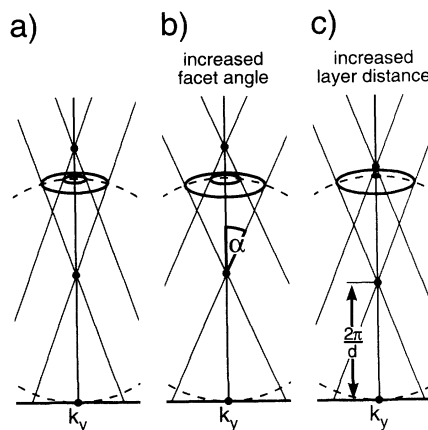 a)
b)
c)
increased
facet angle
increased
layer distance
α
2π
d
k_y
k_y
k_y